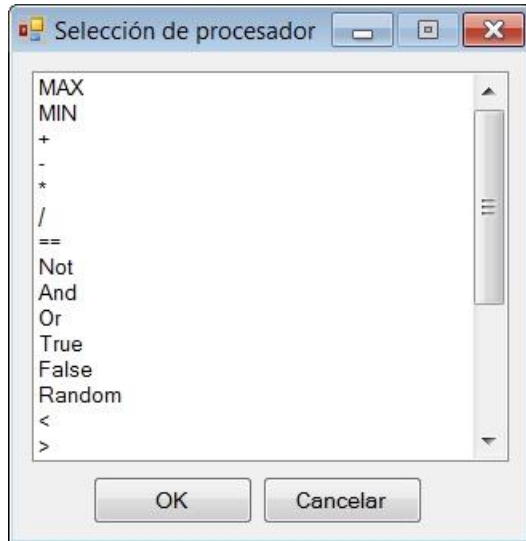 Selección de procesador
MAX
MIN
+
-
*
/
==
Not
And
Or
True
False
Random
<
>
OK
Cancelar